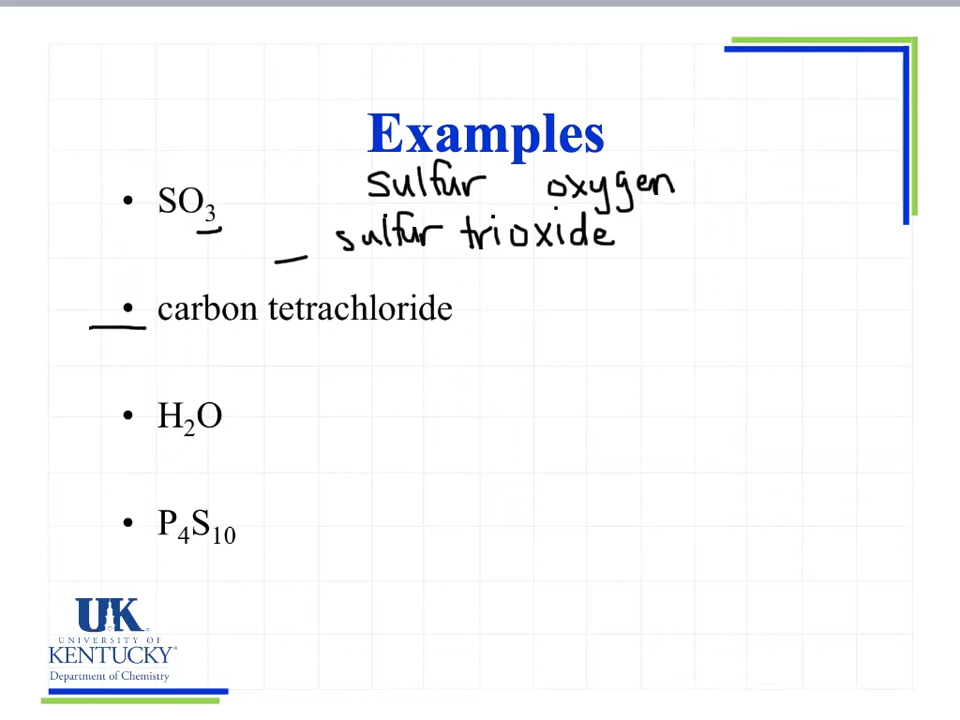 Examples
• SO₃ sulfur oxygen
sulfur trioxide
• carbon tetrachloride
• H₂O
• P₄S₁₀
UK
UNIVERSITY OF
KENTUCKY
Department of Chemistry